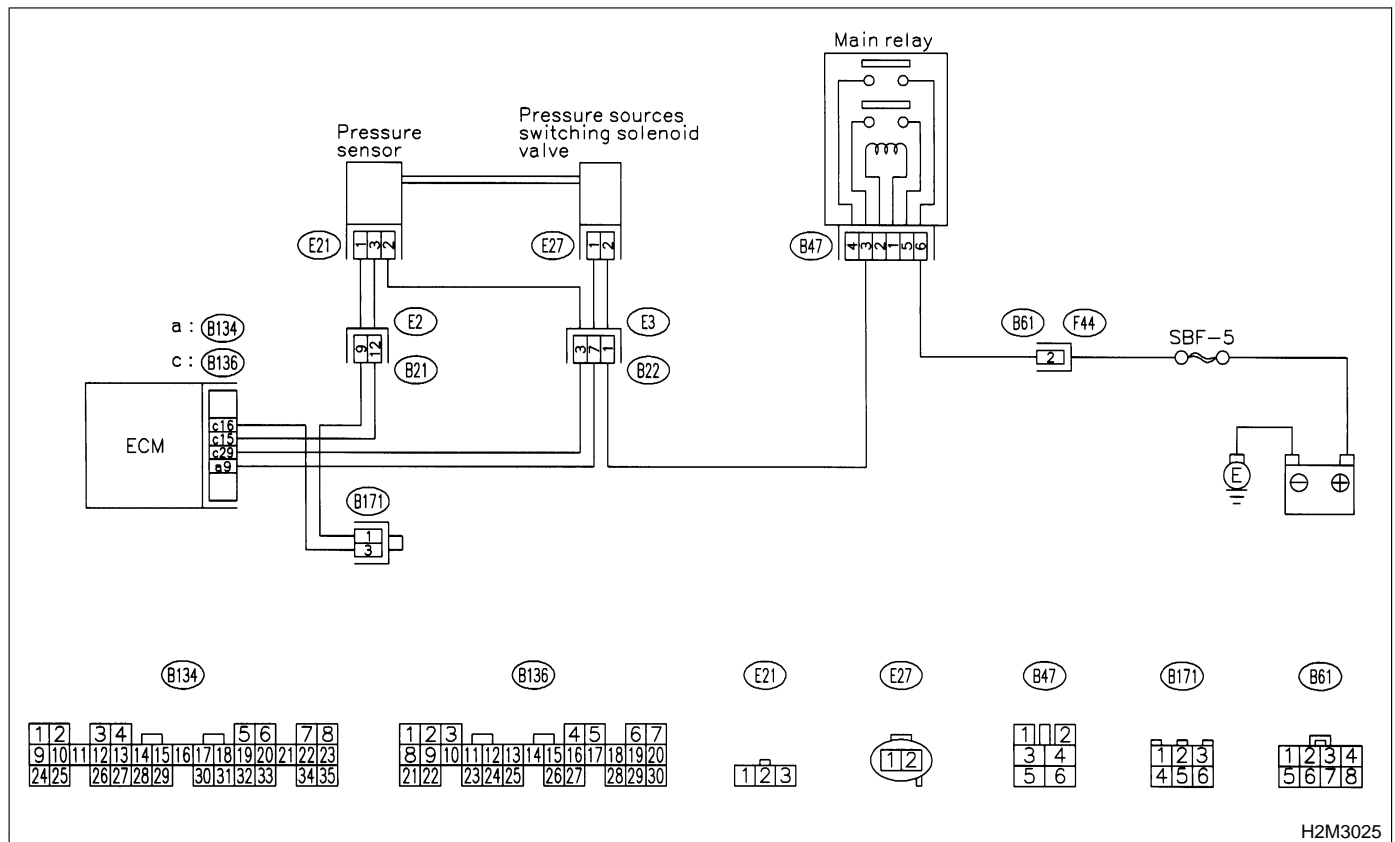 Main relay
Pressure sources
switching solenoid
valve
Pressure
sensor
E21
1 3 2
E27
1 2
B47
4 3 2 1 5 6
a : B134
c : B136
E2
9 12
B21
E3
3 7 1
B22
B61
F44
2
SBF-5
ECM
c16
c15
c29
a9
B171
1
3
E
⊖ ⊕
B134
B136
E21
E27
B47
B171
B61
1 2 3 4 5 6 7 8
9 10 11 12 13 14 15 16 17 18 19 20 21 22 23
24 25 26 27 28 29 30 31 32 33 34 35
1 2 3 4 5 6 7
8 9 10 11 12 13 14 15 16 17 18 19 20
21 22 23 24 25 26 27 28 29 30
1 2 3
1 2
1 2
3 4
5 6
1 2 3
4 5 6
1 2 3 4
5 6 7 8
H2M3025